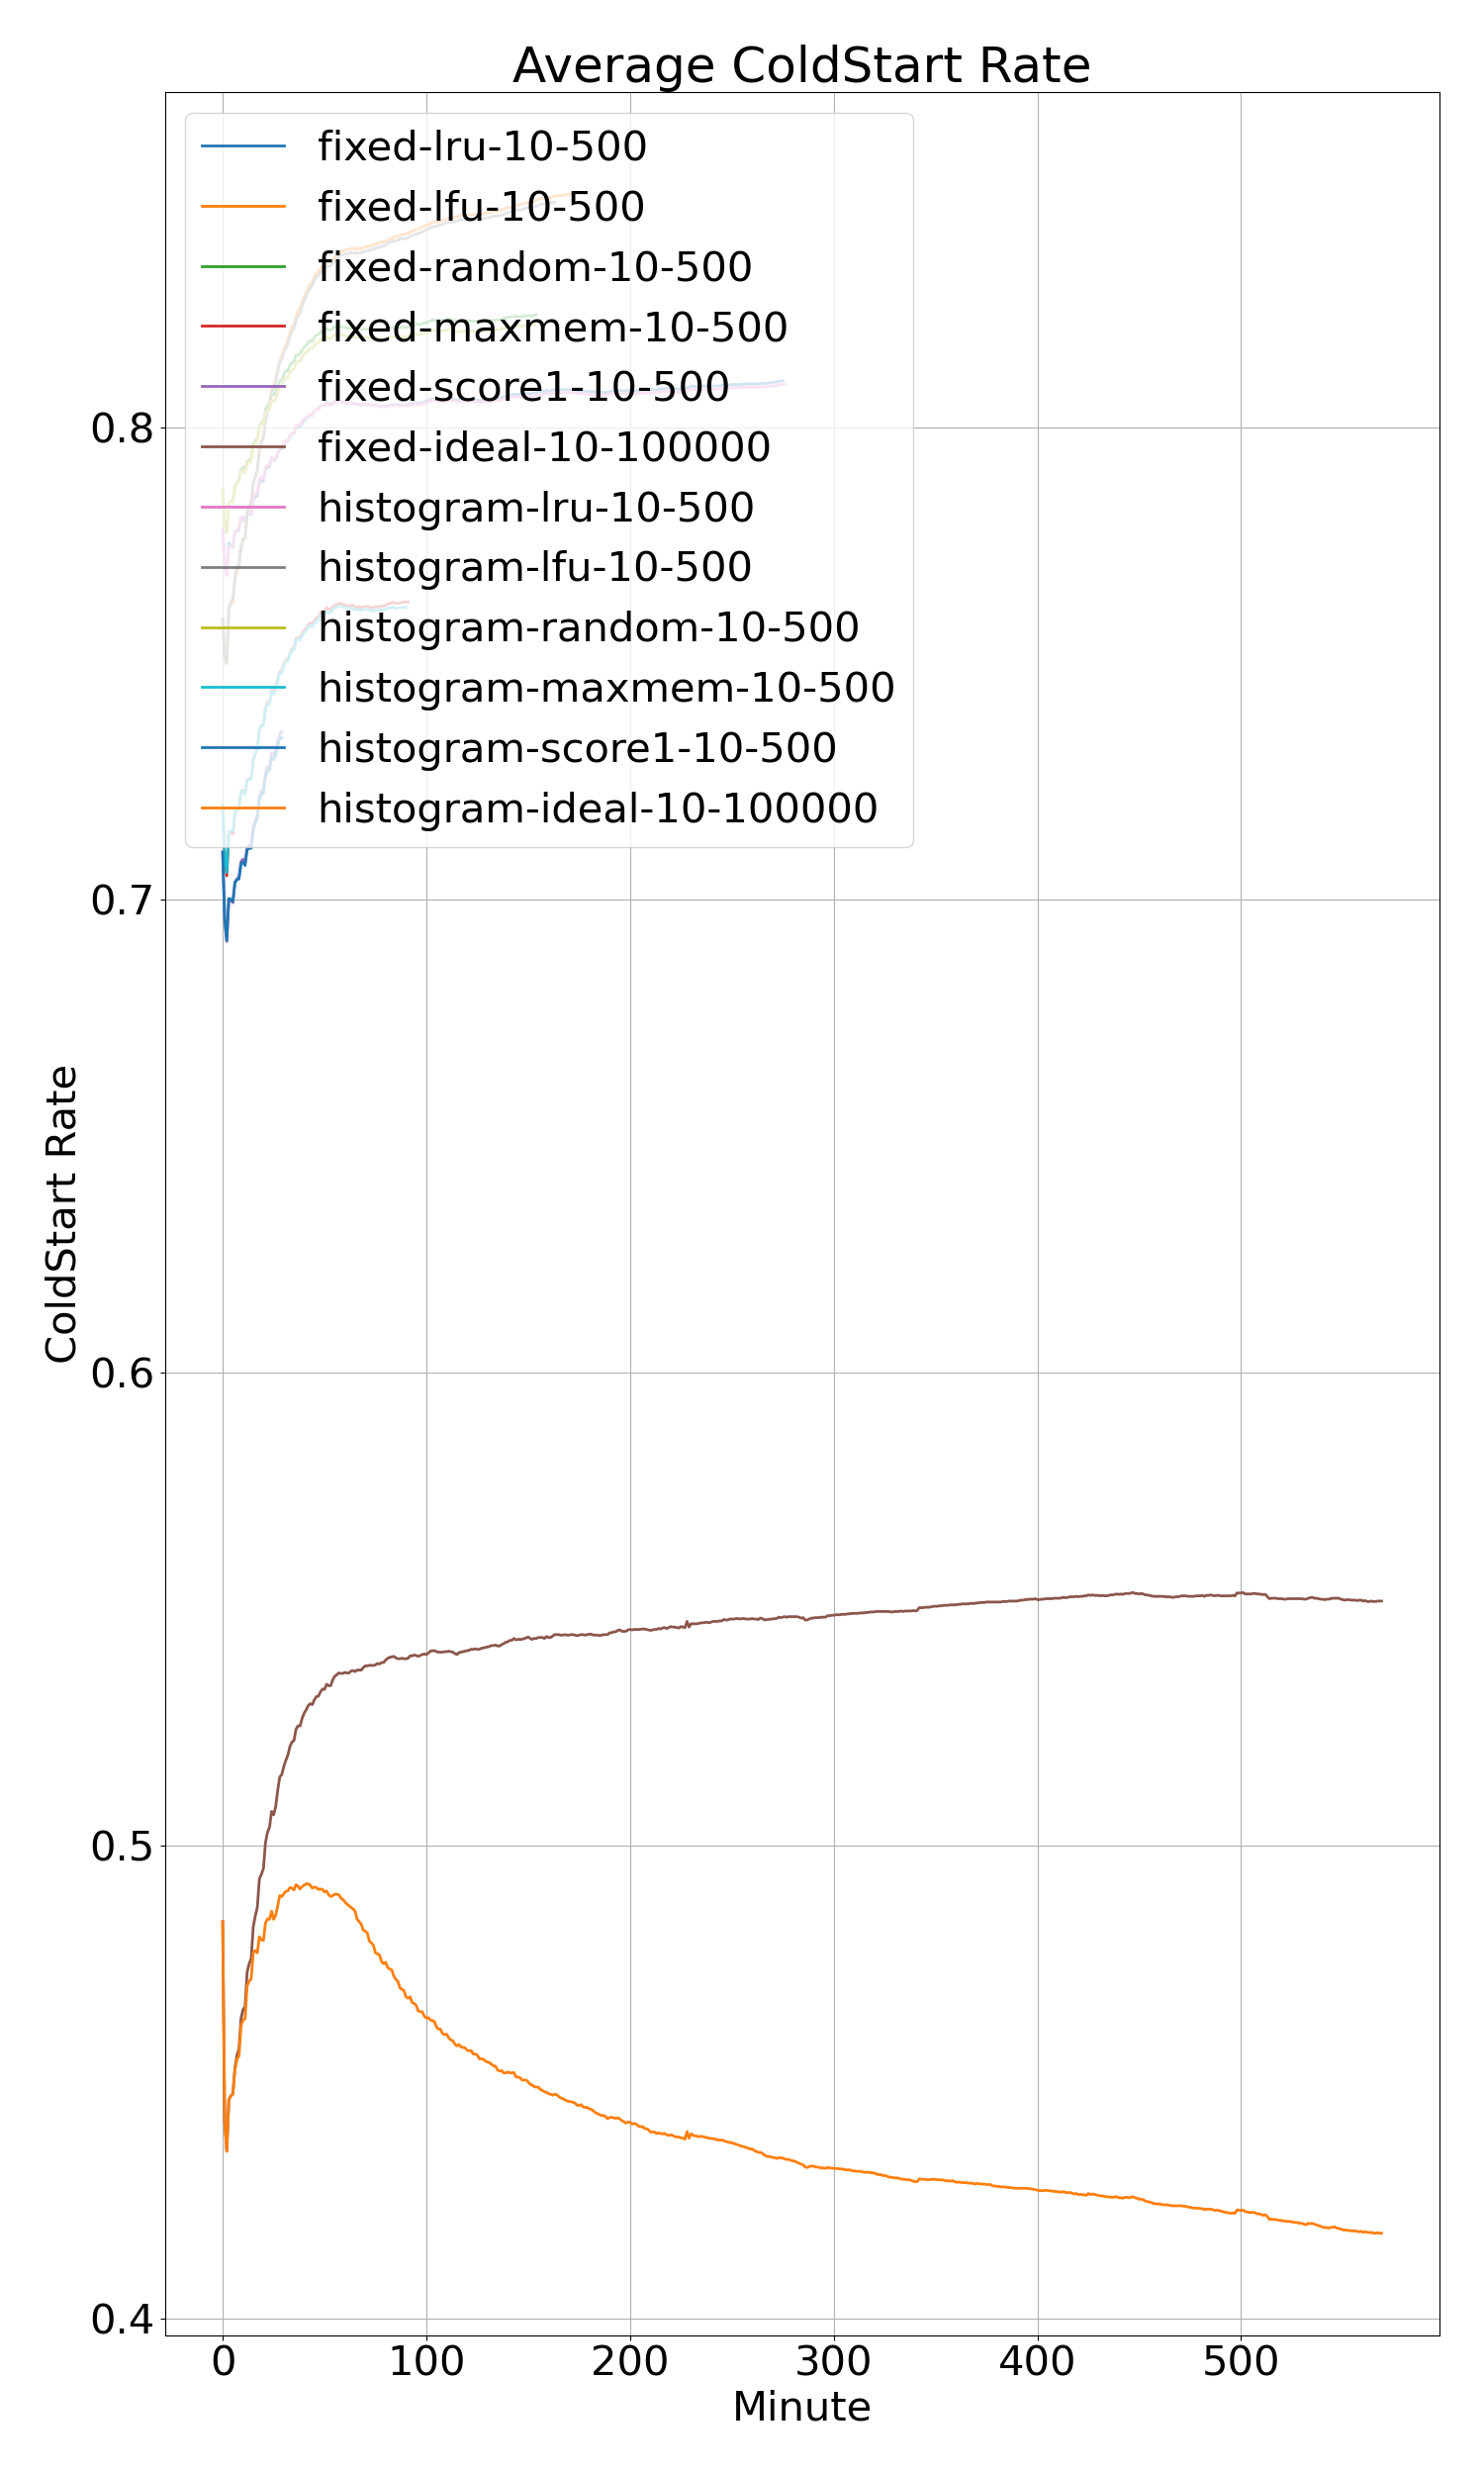 Average ColdStart Rate
fixed-lru-10-500
fixed-lfu-10-500
fixed-random-10-500
fixed-maxmem-10-500
fixed-score1-10-500
fixed-ideal-10-100000
histogram-lru-10-500
histogram-lfu-10-500
histogram-random-10-500
histogram-maxmem-10-500
histogram-score1-10-500
histogram-ideal-10-100000
ColdStart Rate
0.8
0.7
0.6
0.5
0.4
0 100 200 300 400 500
Minute